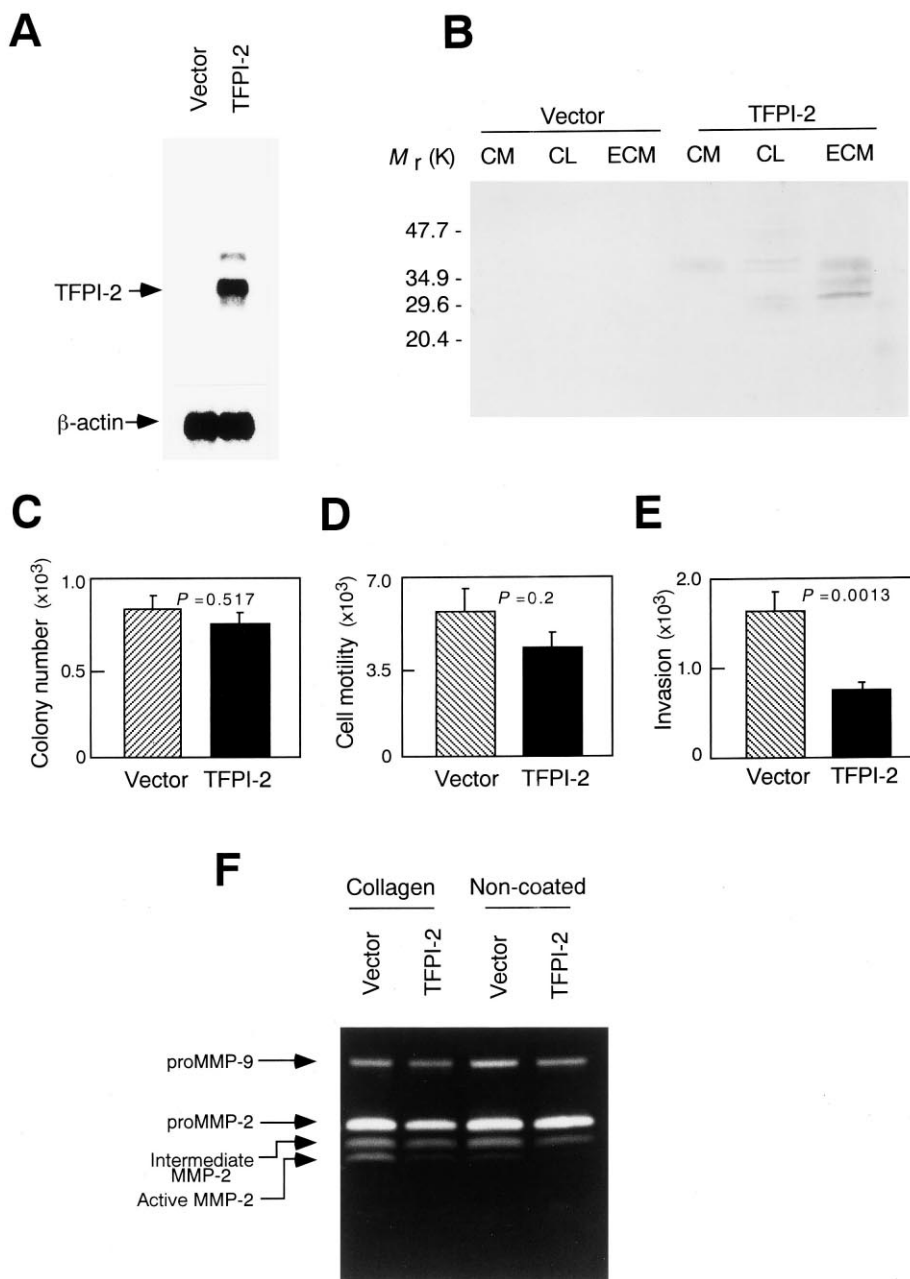 A
Vector
TFPI-2
TFPI-2
β-actin
B
Vector TFPI-2
M r (K) CM CL ECM CM CL ECM
47.7 -
34.9 -
29.6 -
20.4 -
C
Colony number (x10³)
1.0
0.5
0
P =0.517
Vector TFPI-2
D
Cell motility (x10³)
7.0
3.5
0
P =0.2
Vector TFPI-2
E
Invasion (x10³)
2.0
1.0
0
P =0.0013
Vector TFPI-2
F
Collagen Non-coated
Vector
TFPI-2
Vector
TFPI-2
proMMP-9
proMMP-2
Intermediate
MMP-2
Active MMP-2